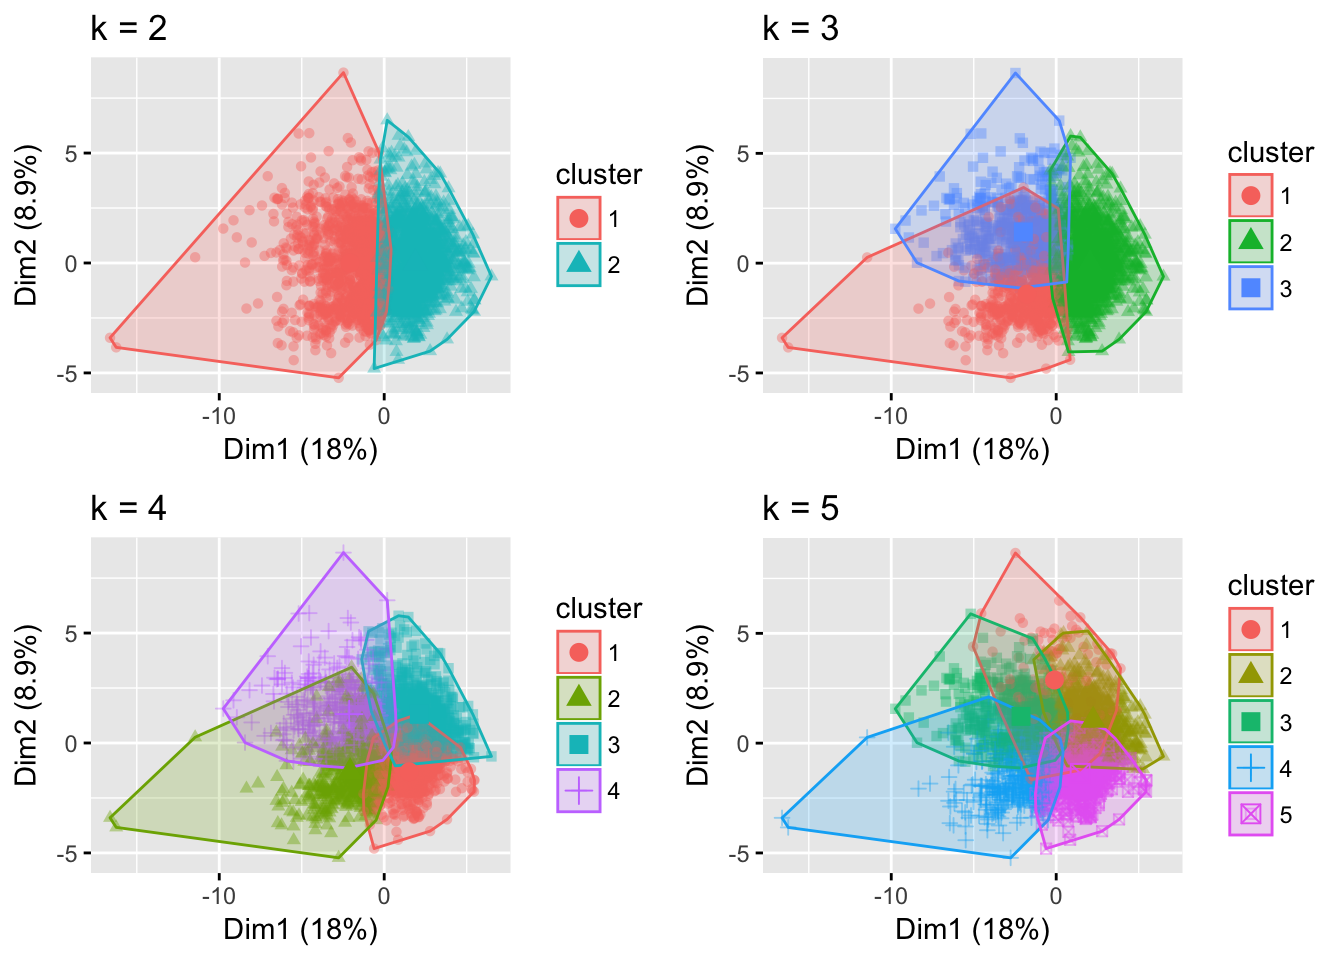 k = 2
5
0
-5
-10
0
Dim1 (18%)
Dim2 (8.9%)
cluster
1
2
k = 3
5
0
-5
-10
0
Dim1 (18%)
Dim2 (8.9%)
cluster
1
2
3
k = 4
5
0
-5
-10
0
Dim1 (18%)
Dim2 (8.9%)
cluster
1
2
3
4
k = 5
5
0
-5
-10
0
Dim1 (18%)
Dim2 (8.9%)
cluster
1
2
3
4
5